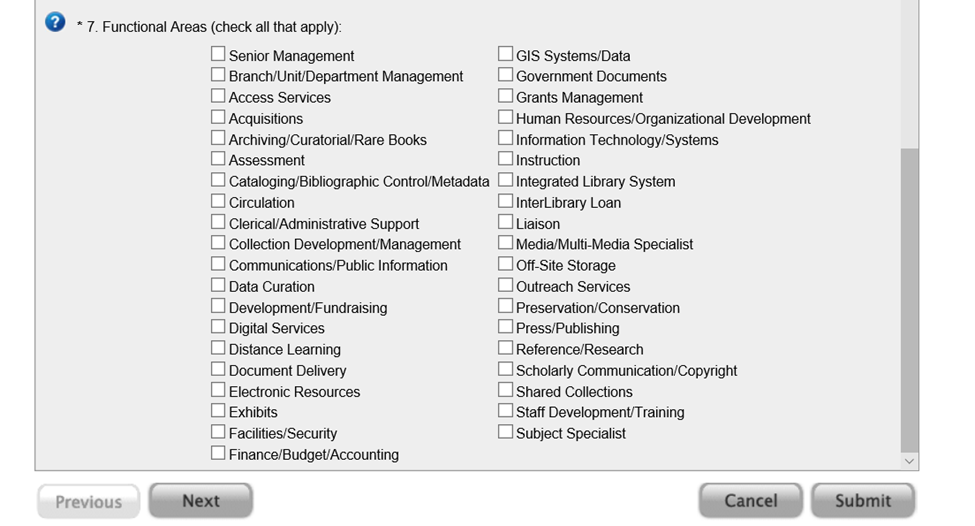 ? * 7. Functional Areas (check all that apply):
Senior Management
Branch/Unit/Department Management
Access Services
Acquisitions
Archiving/Curatorial/Rare Books
Assessment
Cataloging/Bibliographic Control/Metadata
Circulation
Clerical/Administrative Support
Collection Development/Management
Communications/Public Information
Data Curation
Development/Fundraising
Digital Services
Distance Learning
Document Delivery
Electronic Resources
Exhibits
Facilities/Security
Finance/Budget/Accounting
GIS Systems/Data
Government Documents
Grants Management
Human Resources/Organizational Development
Information Technology/Systems
Instruction
Integrated Library System
InterLibrary Loan
Liaison
Media/Multi-Media Specialist
Off-Site Storage
Outreach Services
Preservation/Conservation
Press/Publishing
Reference/Research
Scholarly Communication/Copyright
Shared Collections
Staff Development/Training
Subject Specialist
Previous Next Cancel Submit